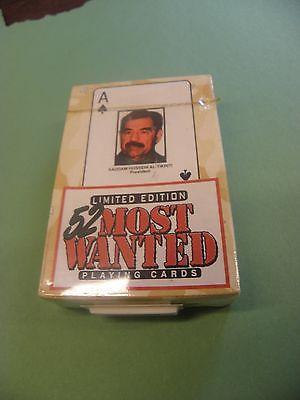 A
SADDAM HUSSEIN AL-TIKRITI
President
LIMITED EDITION
52 MOST
WANTED
PLAYING CARDS